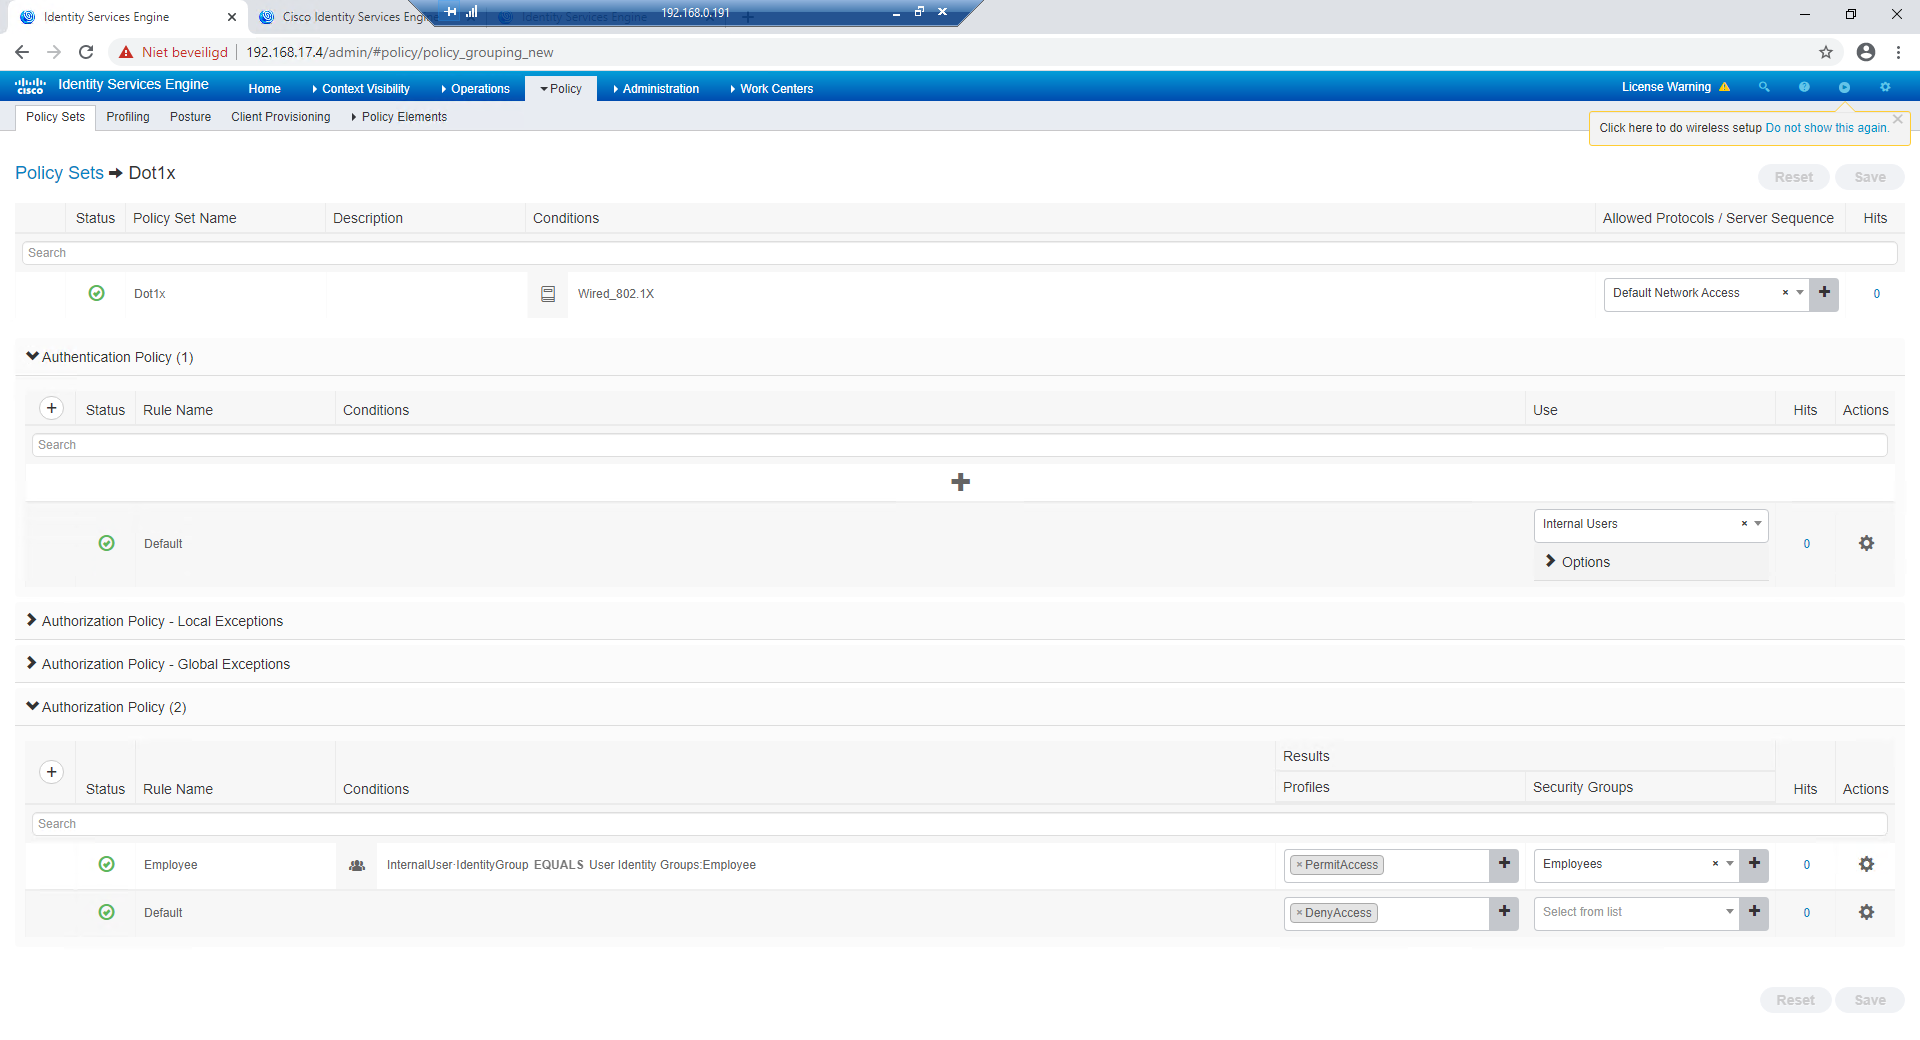 Identity Services Engine
Cisco Identity Services Eng
Identity Services Engine
192.168.0.191
Niet beveiligd
192.168.17.4/admin/#policy/policy_grouping_new
cisco
Identity Services Engine
Home
Context Visibility
Operations
Policy
Administration
Work Centers
License Warning
Policy Sets
Profiling
Posture
Client Provisioning
Policy Elements
Click here to do wireless setup Do not show this again.
Policy Sets → Dot1x
Reset
Save
Status
Policy Set Name
Description
Conditions
Allowed Protocols / Server Sequence
Hits
Search
Dot1x
Wired_802.1X
Default Network Access
0
Authentication Policy (1)
Status
Rule Name
Conditions
Use
Hits
Actions
Search
Default
Internal Users
Options
0
Authorization Policy - Local Exceptions
Authorization Policy - Global Exceptions
Authorization Policy (2)
Results
Status
Rule Name
Conditions
Profiles
Security Groups
Hits
Actions
Search
Employee
InternalUser·IdentityGroup EQUALS User Identity Groups:Employee
× PermitAccess
Employees
0
Default
× DenyAccess
Select from list
0
Reset
Save